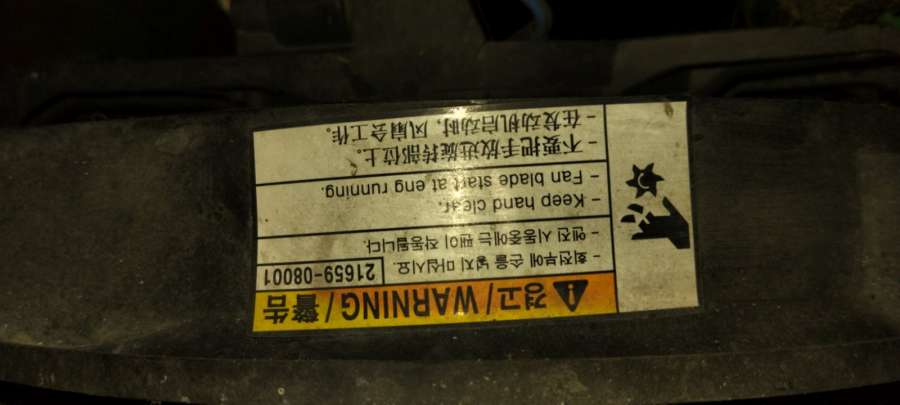 경고/WARNING/警告
- 회전부에 손을 넣지 마십시오.
- 엔진 시동중에는 팬이 작동됩니다.
21659-08001
- Keep hand clear.
- Fan blade start at eng running.
- 不要把手放进旋转部位上。
- 在发动机启动时，风扇会工作。